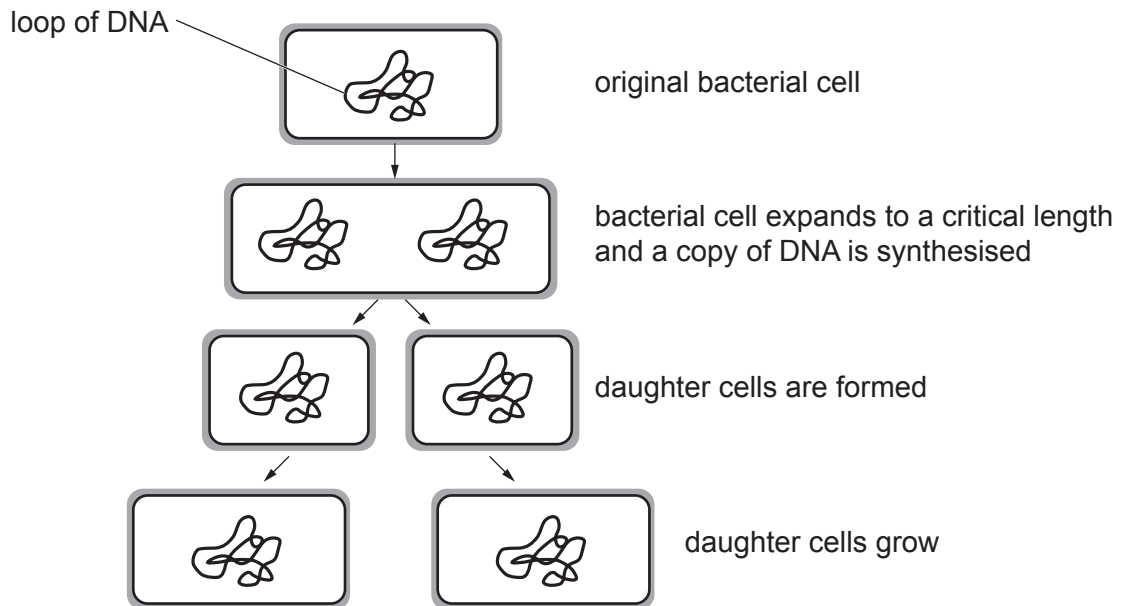 loop of DNA
original bacterial cell
bacterial cell expands to a critical length
and a copy of DNA is synthesised
daughter cells are formed
daughter cells grow